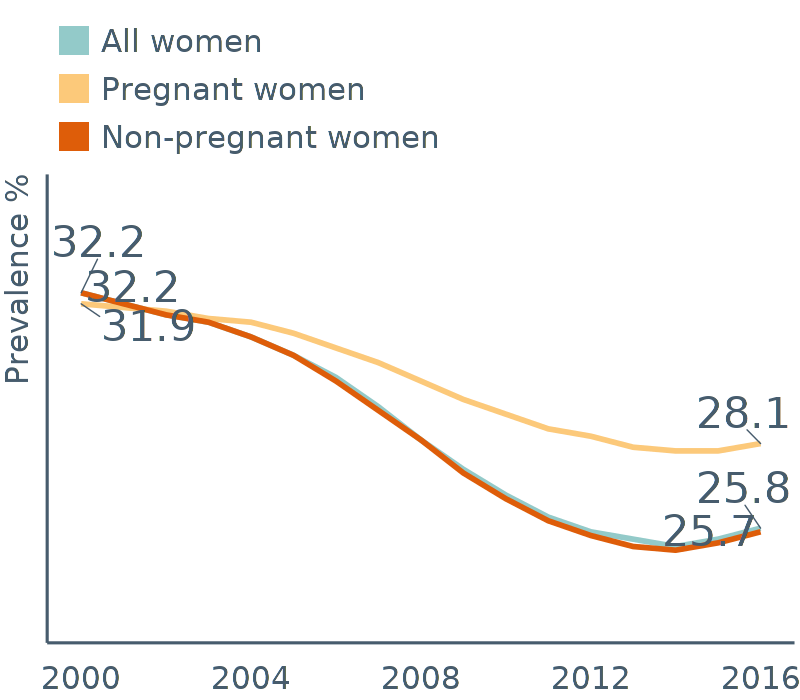 All women
Pregnant women
Non-pregnant women
Prevalence %
32.2
32.2
31.9
28.1
25.8
25.7
2000 2004 2008 2012 2016